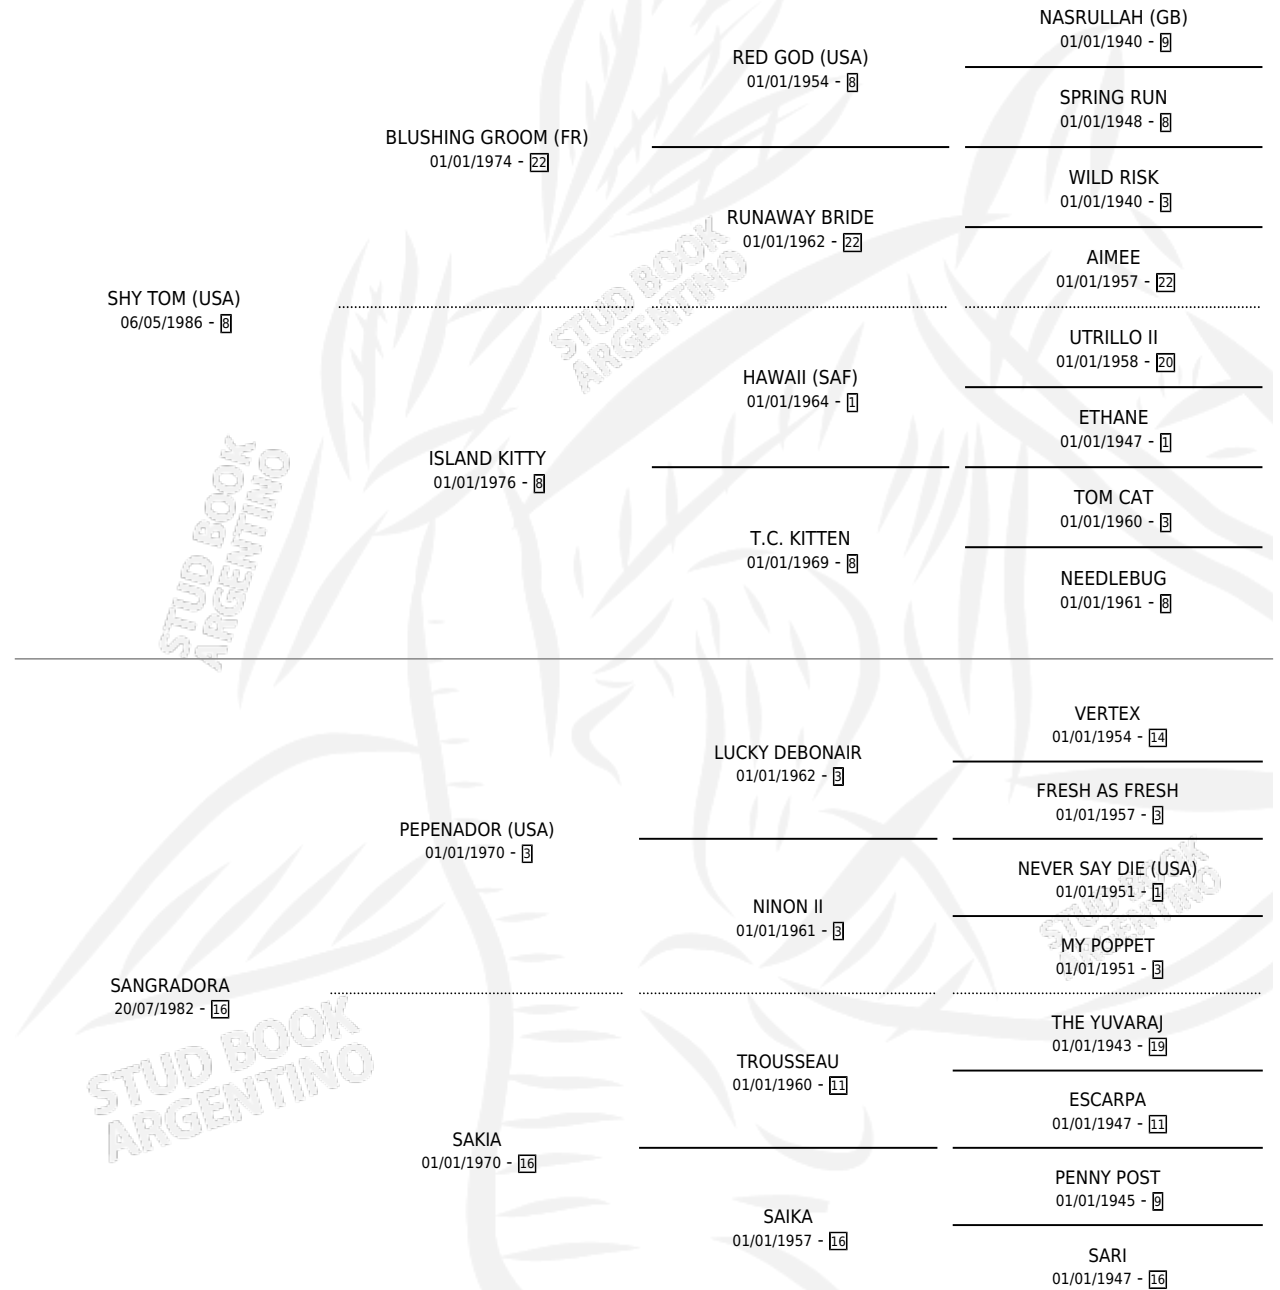 NASRULLAH (GB)
01/01/1940 - 9
RED GOD (USA)
01/01/1954 - 8
SPRING RUN
01/01/1948 - 8
BLUSHING GROOM (FR)
01/01/1974 - 22
WILD RISK
01/01/1940 - 3
RUNAWAY BRIDE
01/01/1962 - 22
AIMEE
01/01/1957 - 22
SHY TOM (USA)
06/05/1986 - 8
STUD BOOK
ARGENTINO
UTRILLO II
01/01/1958 - 20
HAWAII (SAF)
01/01/1964 - 1
ETHANE
01/01/1947 - 1
ISLAND KITTY
01/01/1976 - 8
TOM CAT
01/01/1960 - 3
T.C. KITTEN
01/01/1969 - 8
NEEDLEBUG
01/01/1961 - 8
STUD BOOK
ARGENTINO
VERTEX
01/01/1954 - 14
LUCKY DEBONAIR
01/01/1962 - 3
FRESH AS FRESH
01/01/1957 - 3
PEPENADOR (USA)
01/01/1970 - 3
NEVER SAY DIE (USA)
01/01/1951 - 1
NINON II
01/01/1961 - 3
MY POPPET
01/01/1951 - 3
STUD BOOK
ARGENTINO
SANGRADORA
20/07/1982 - 16
THE YUVARAJ
01/01/1943 - 19
TROUSSEAU
01/01/1960 - 11
ESCARPA
01/01/1947 - 11
STUD BOOK
ARGENTINO
SAKIA
01/01/1970 - 16
PENNY POST
01/01/1945 - 9
SAIKA
01/01/1957 - 16
SARI
01/01/1947 - 16